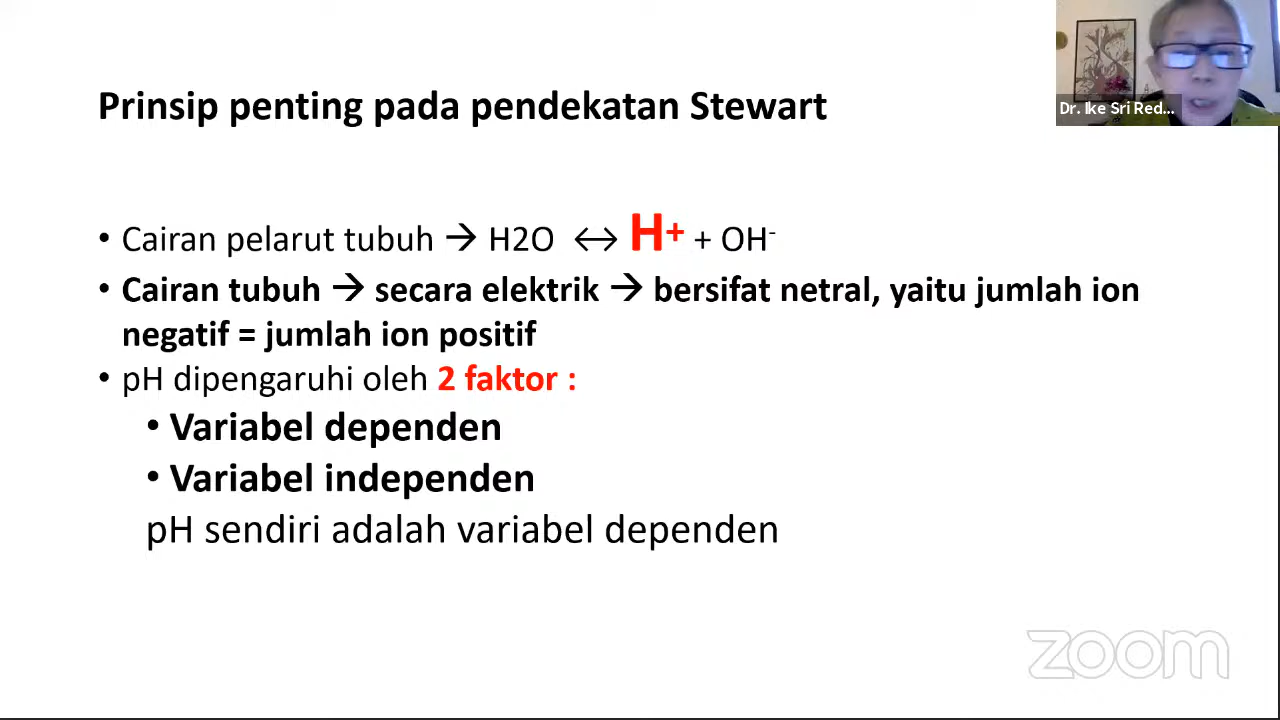 Prinsip penting pada pendekatan Stewart
Dr. Ike Sri Red...
• Cairan pelarut tubuh → H2O ↔ H+ + OH-
• Cairan tubuh → secara elektrik → bersifat netral, yaitu jumlah ion
negatif = jumlah ion positif
• pH dipengaruhi oleh 2 faktor :
• Variabel dependen
• Variabel independen
pH sendiri adalah variabel dependen
zoom